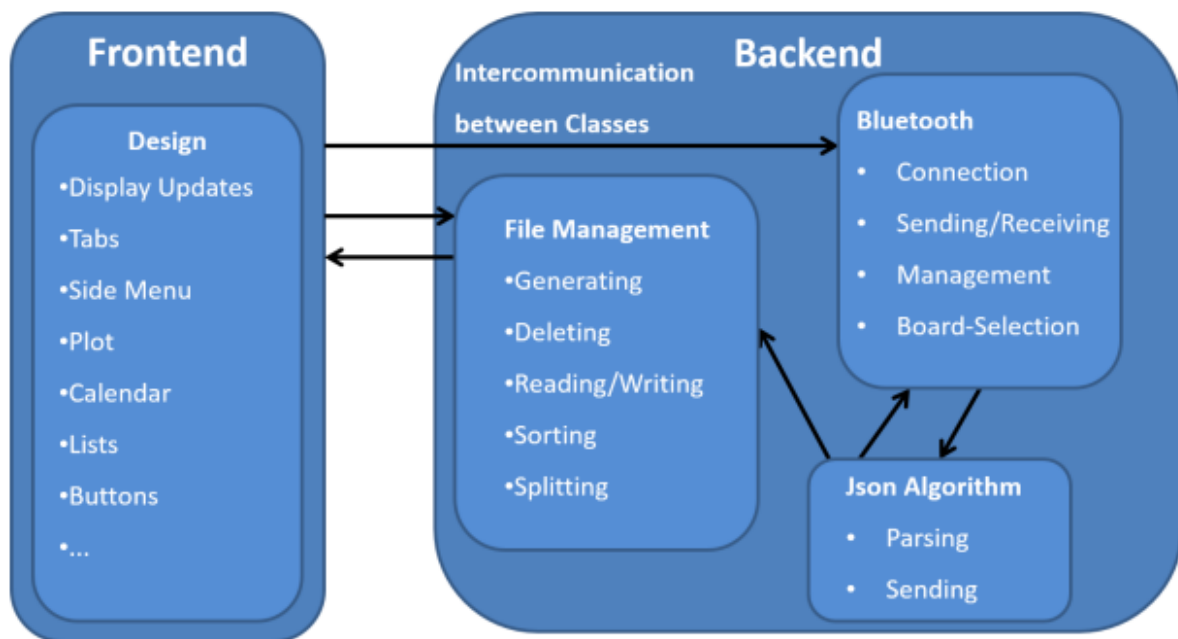 Frontend
Design
•Display Updates
•Tabs
•Side Menu
•Plot
•Calendar
•Lists
•Buttons
•...
Backend
Intercommunication
between Classes
File Management
•Generating
•Deleting
•Reading/Writing
•Sorting
•Splitting
Bluetooth
• Connection
• Sending/Receiving
• Management
• Board-Selection
Json Algorithm
• Parsing
• Sending